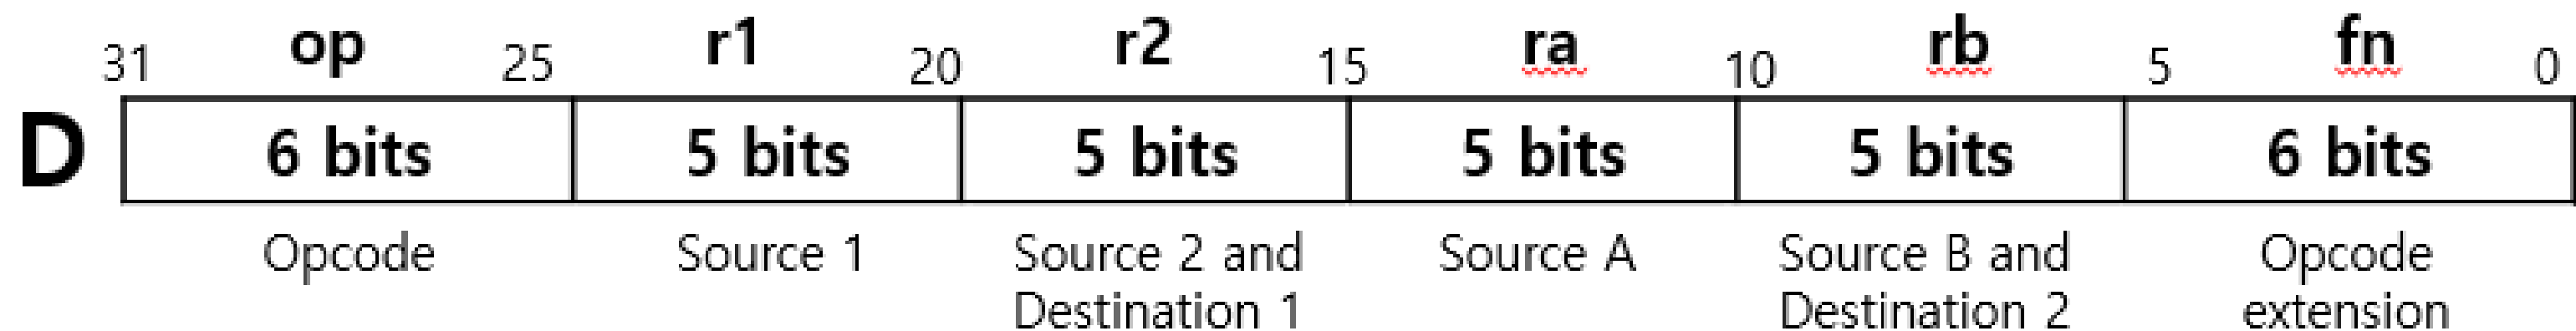 31 op 25 r1 20 r2 15 ra 10 rb 5 fn 0
D 6 bits 5 bits 5 bits 5 bits 5 bits 6 bits
Opcode Source 1 Source 2 and Source A Source B and Opcode
Destination 1 Destination 2 extension